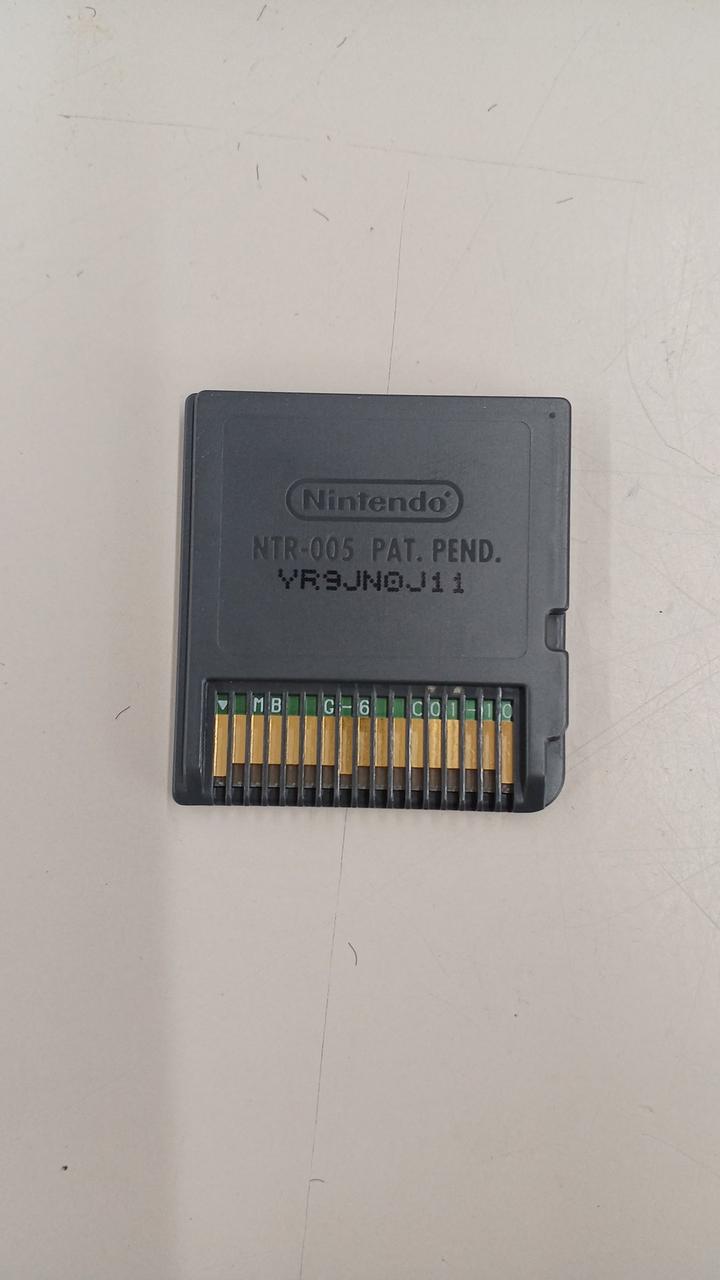 Nintendo®
NTR-005 PAT. PEND.
YR9JN0J11
▼ MB G-6 C01-10